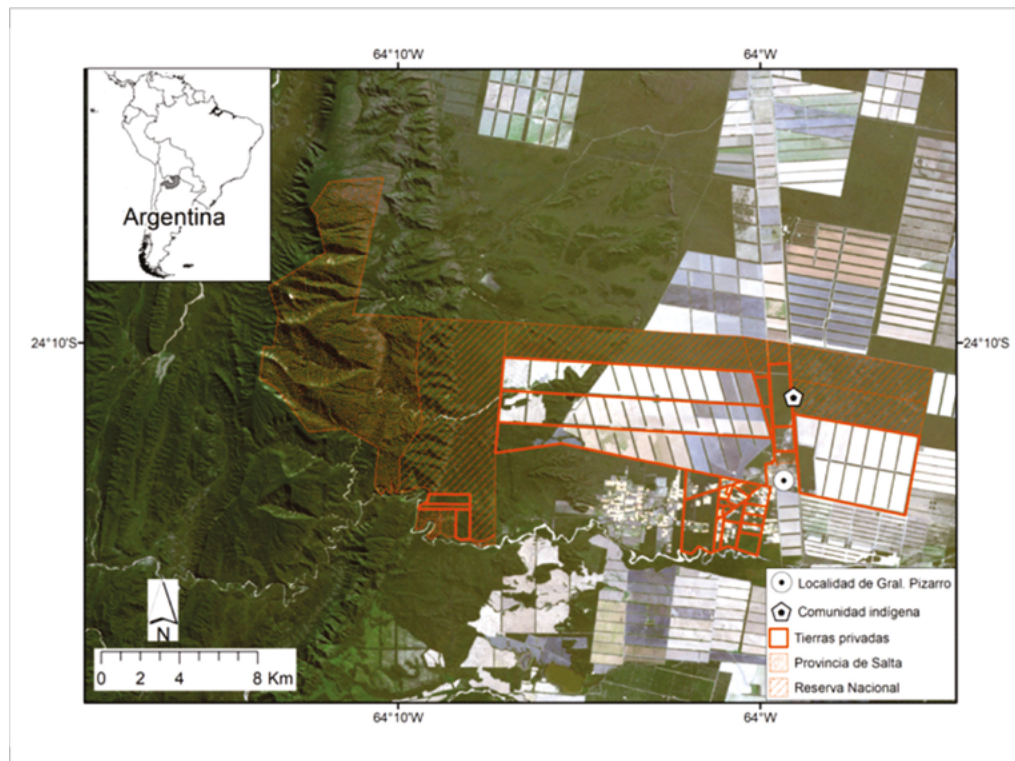 64°10'W
64°W
Argentina
24°10'S
24°10'S
Localidad de Gral. Pizarro
Comunidad indígena
Tierras privadas
Provincia de Salta
Reserva Nacional
N
0 2 4 8 Km
64°10'W
64°W